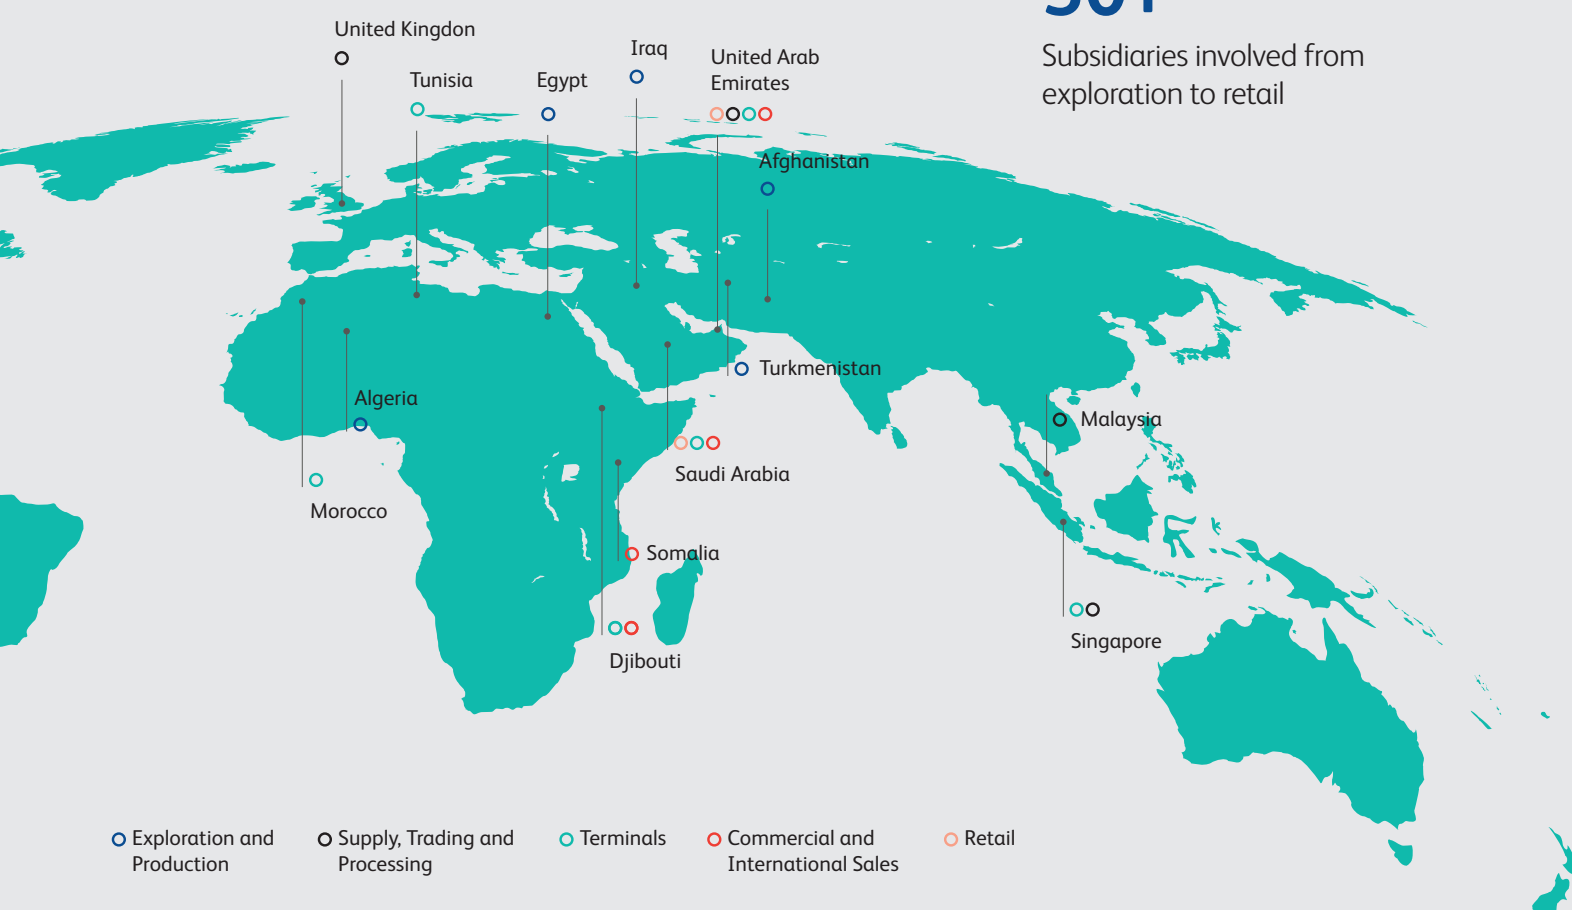 Subsidiaries involved from
exploration to retail
United Kingdon
Tunisia
Egypt
Iraq
United Arab
Emirates
Afghanistan
Turkmenistan
Algeria
Malaysia
Saudi Arabia
Morocco
Somalia
Djibouti
Singapore
Exploration and
Production
Supply, Trading and
Processing
Terminals
Commercial and
International Sales
Retail